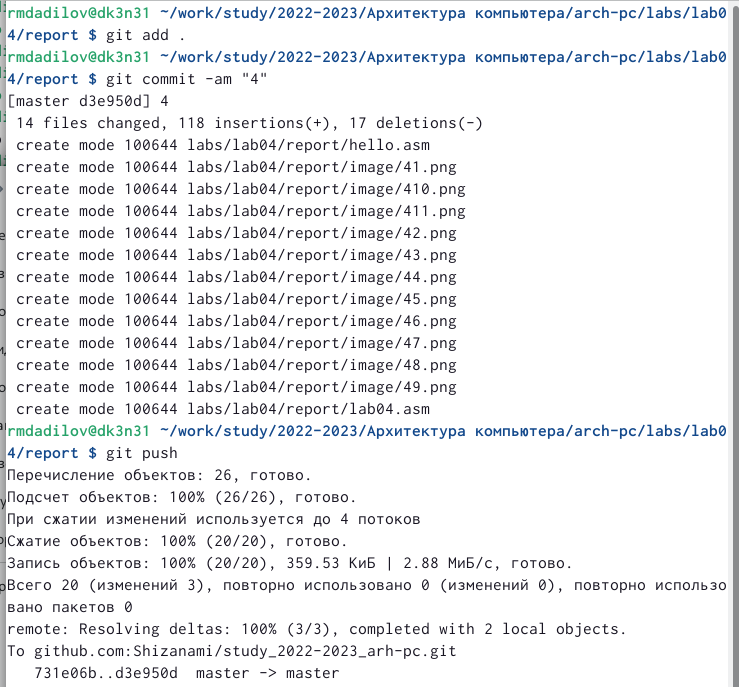 rmdadilov@dk3n31 ~/work/study/2022-2023/Архитектура компьютера/arch-pc/labs/lab0
4/report $ git add .
rmdadilov@dk3n31 ~/work/study/2022-2023/Архитектура компьютера/arch-pc/labs/lab0
4/report $ git commit -am "4"
[master d3e950d] 4
 14 files changed, 118 insertions(+), 17 deletions(-)
 create mode 100644 labs/lab04/report/hello.asm
 create mode 100644 labs/lab04/report/image/41.png
 create mode 100644 labs/lab04/report/image/410.png
 create mode 100644 labs/lab04/report/image/411.png
 create mode 100644 labs/lab04/report/image/42.png
 create mode 100644 labs/lab04/report/image/43.png
 create mode 100644 labs/lab04/report/image/44.png
 create mode 100644 labs/lab04/report/image/45.png
 create mode 100644 labs/lab04/report/image/46.png
 create mode 100644 labs/lab04/report/image/47.png
 create mode 100644 labs/lab04/report/image/48.png
 create mode 100644 labs/lab04/report/image/49.png
 create mode 100644 labs/lab04/report/lab04.asm
rmdadilov@dk3n31 ~/work/study/2022-2023/Архитектура компьютера/arch-pc/labs/lab0
4/report $ git push
Перечисление объектов: 26, готово.
Подсчет объектов: 100% (26/26), готово.
При сжатии изменений используется до 4 потоков
Сжатие объектов: 100% (20/20), готово.
Запись объектов: 100% (20/20), 359.53 КиБ | 2.88 МиБ/с, готово.
Всего 20 (изменений 3), повторно использовано 0 (изменений 0), повторно использо
вано пакетов 0
remote: Resolving deltas: 100% (3/3), completed with 2 local objects.
To github.com:Shizanami/study_2022-2023_arh-pc.git
   731e06b..d3e950d  master -> master